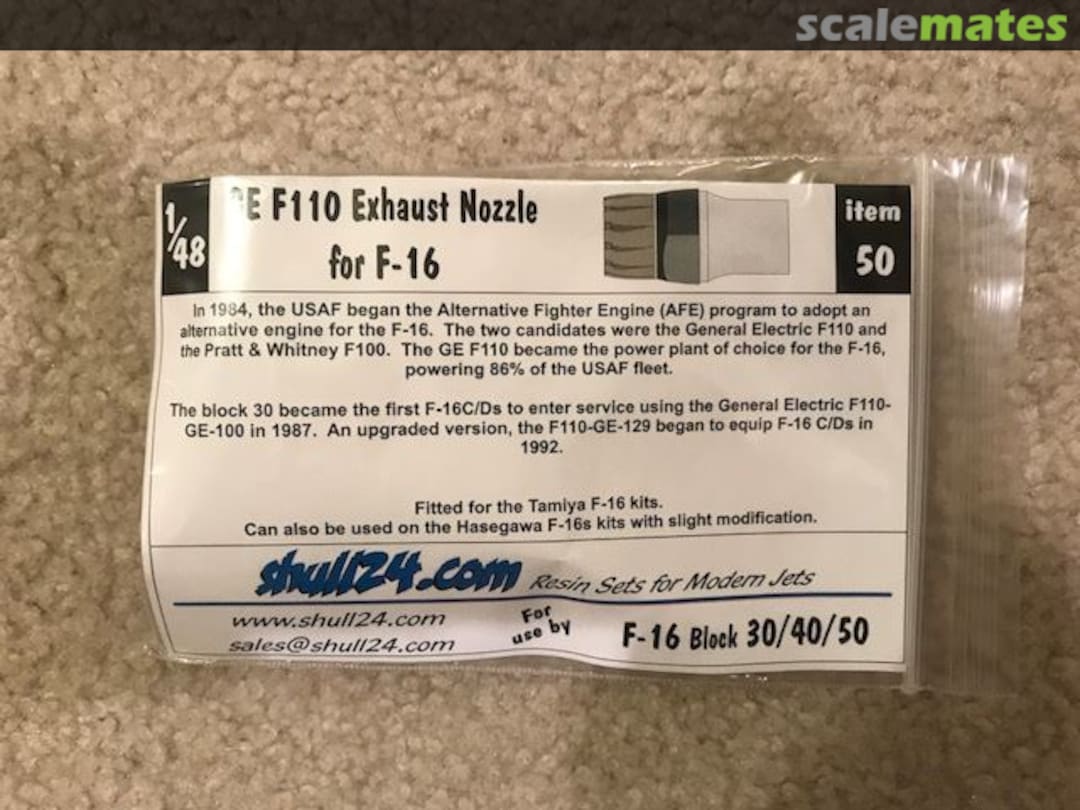 scalemates
1/48
GE F110 Exhaust Nozzle
for F-16
item
50
In 1984, the USAF began the Alternative Fighter Engine (AFE) program to adopt an
alternative engine for the F-16. The two candidates were the General Electric F110 and
the Pratt & Whitney F100. The GE F110 became the power plant of choice for the F-16,
powering 86% of the USAF fleet.
The block 30 became the first F-16C/Ds to enter service using the General Electric F110-
GE-100 in 1987. An upgraded version, the F110-GE-129 began to equip F-16 C/Ds in
1992.
Fitted for the Tamiya F-16 kits.
Can also be used on the Hasegawa F-16s kits with slight modification.
shull24.com Resin Sets for Modern Jets
www.shull24.com
sales@shull24.com
For
use by
F-16 Block 30/40/50